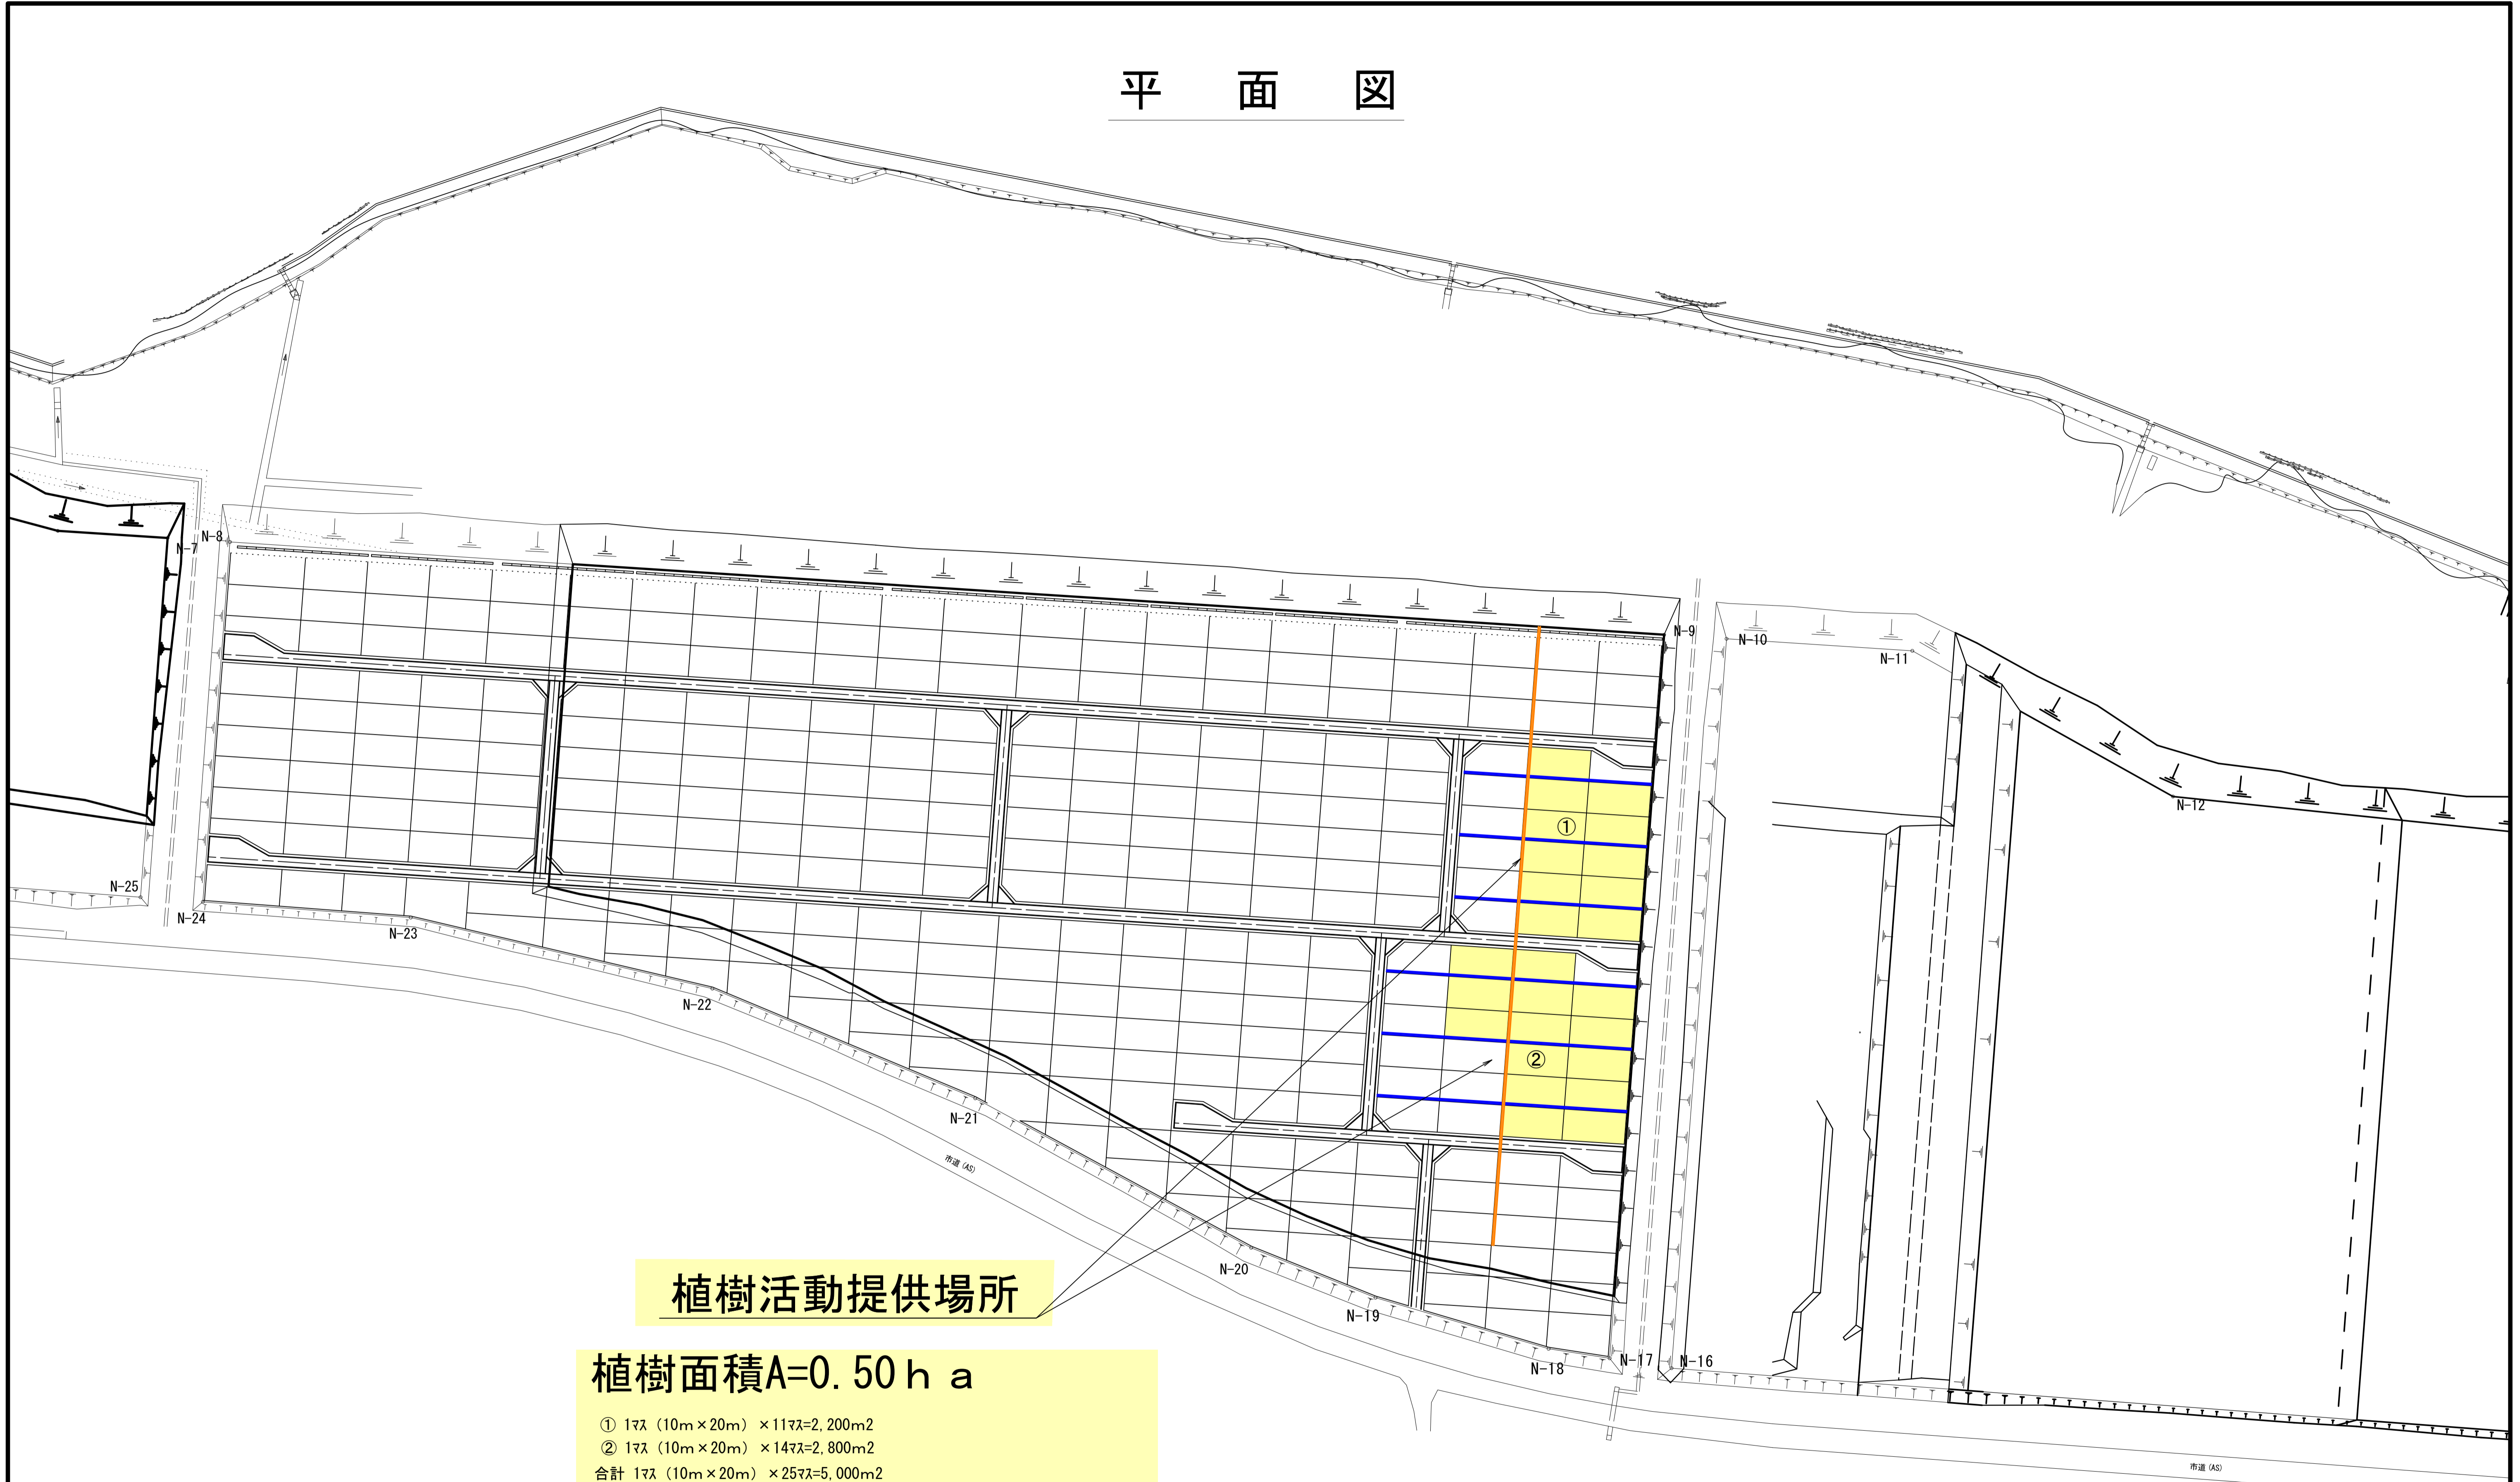 平　面　図
N-7
N-8
N-9
N-10
N-11
N-12
①
②
N-25
N-24
N-23
N-22
N-21
市道(AS)
N-20
N-19
N-18
N-17
N-16
市道(AS)
植樹活動提供場所
植樹面積A=0.50ｈａ
① 1ﾏｽ（10ｍ×20ｍ）×11ﾏｽ=2,200ｍ2
② 1ﾏｽ（10ｍ×20ｍ）×14ﾏｽ=2,800ｍ2
合計 1ﾏｽ（10ｍ×20ｍ）×25ﾏｽ=5,000ｍ2